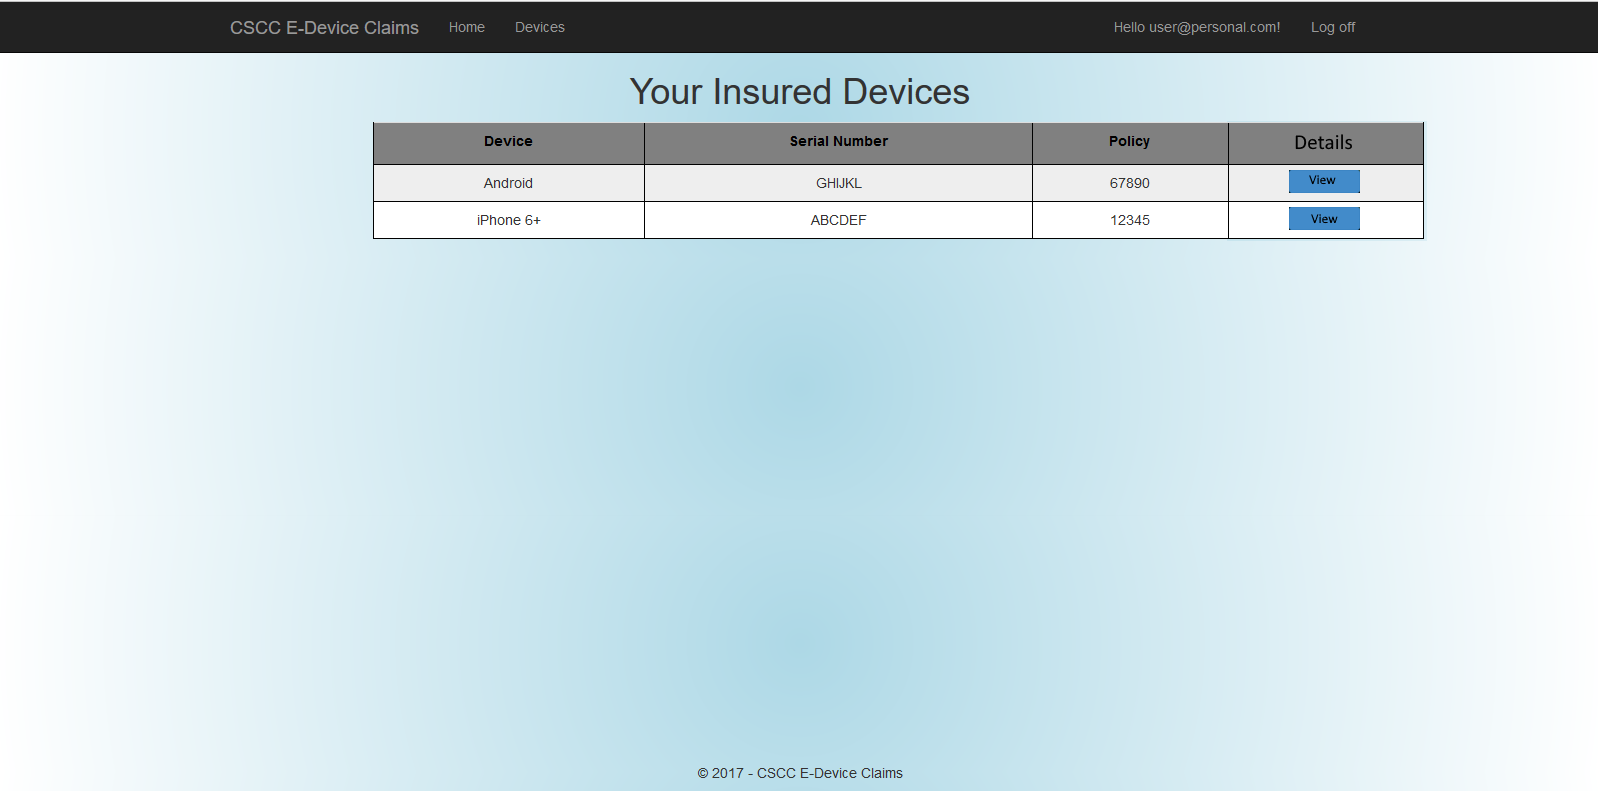 CSCC E-Device Claims Home Devices Hello user@personal.com! Log off
Your Insured Devices
Device Serial Number Policy Details
Android GHIJKL 67890 View
iPhone 6+ ABCDEF 12345 View
© 2017 - CSCC E-Device Claims